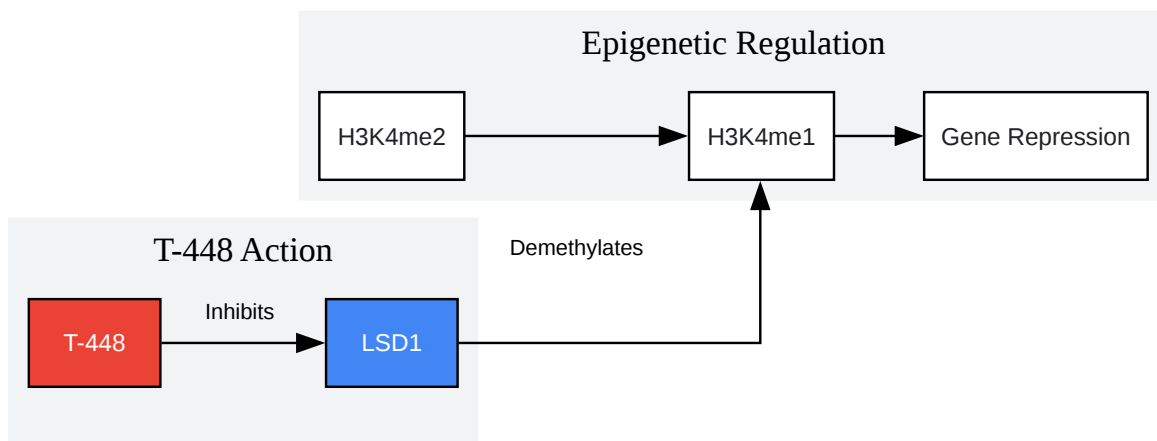 Epigenetic Regulation
H3K4me2
H3K4me1
Gene Repression
T-448 Action
Demethylates
Inhibits
T-448
LSD1